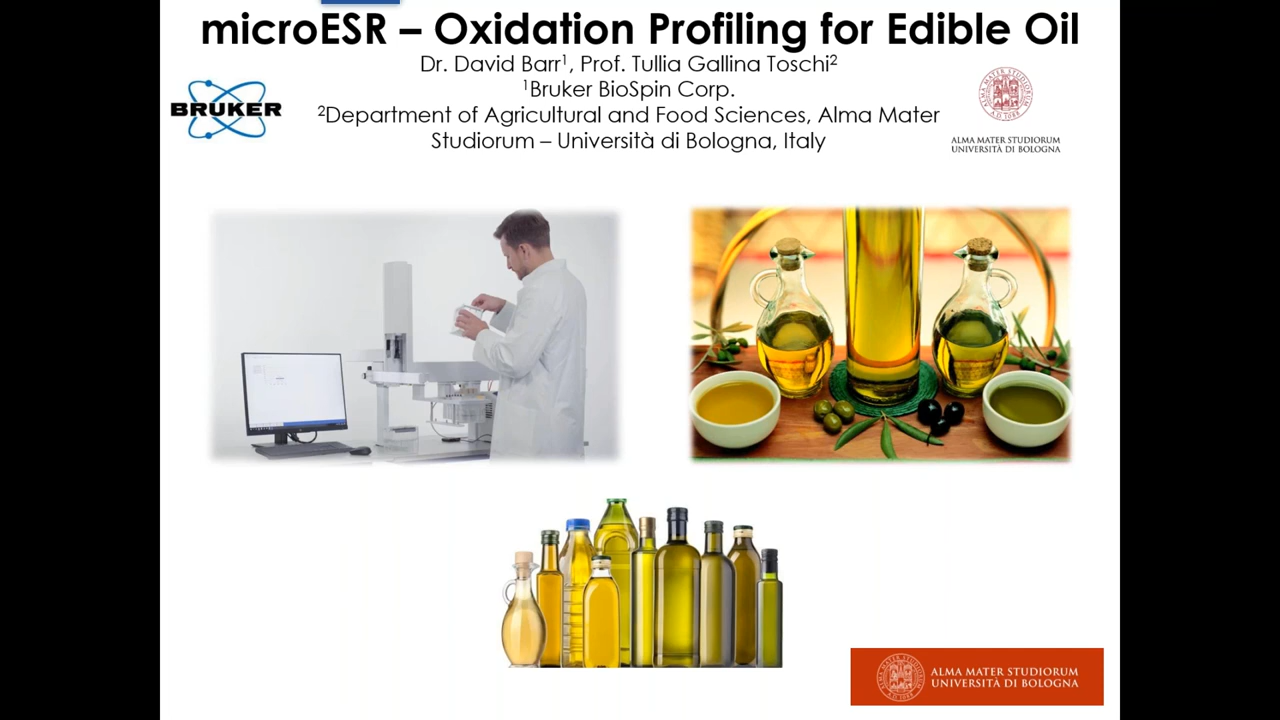 microESR – Oxidation Profiling for Edible Oil
Dr. David Barr¹, Prof. Tullia Gallina Toschi²
¹Bruker BioSpin Corp.
²Department of Agricultural and Food Sciences, Alma Mater
Studiorum – Università di Bologna, Italy
BRUKER
ALMA MATER STUDIORUM
UNIVERSITÀ DI BOLOGNA
ALMA MATER STUDIORUM
UNIVERSITÀ DI BOLOGNA